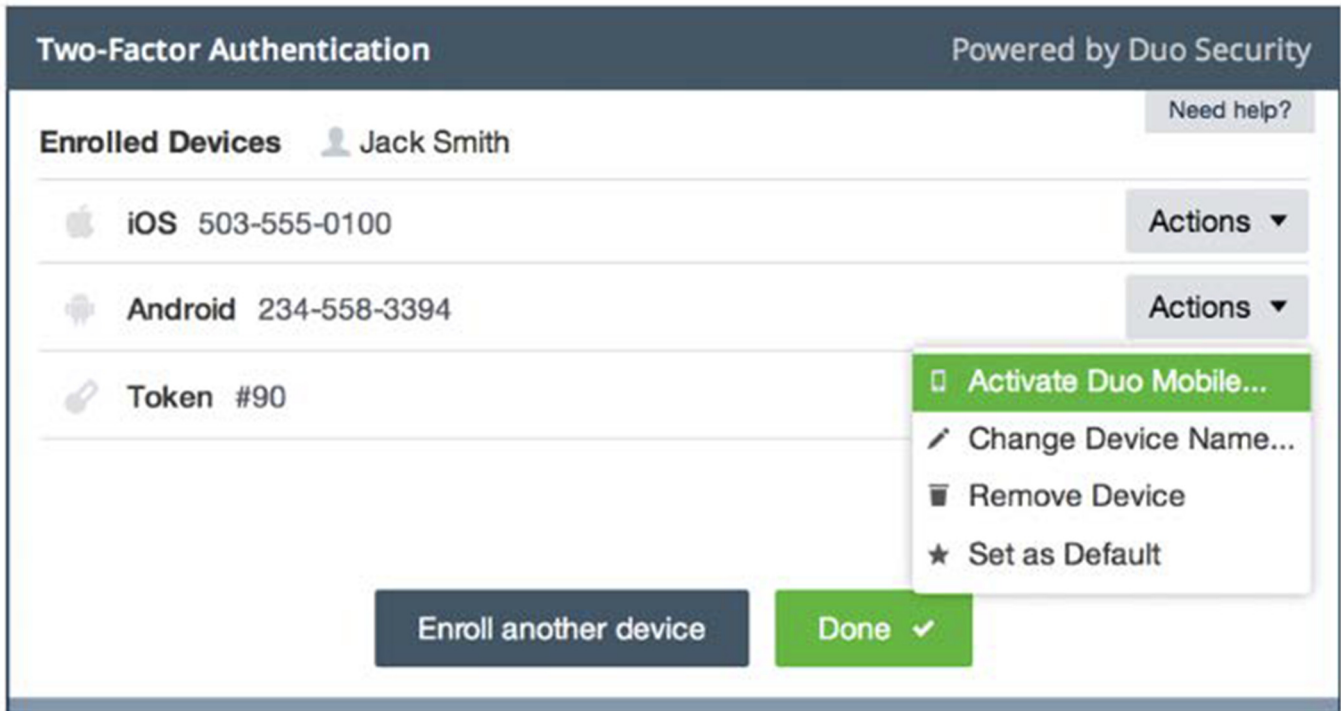 Two-Factor Authentication Powered by Duo Security
Need help?
Enrolled Devices Jack Smith
iOS 503-555-0100 Actions
Android 234-558-3394 Actions
Token #90
Activate Duo Mobile...
Change Device Name...
Remove Device
Set as Default
Enroll another device Done